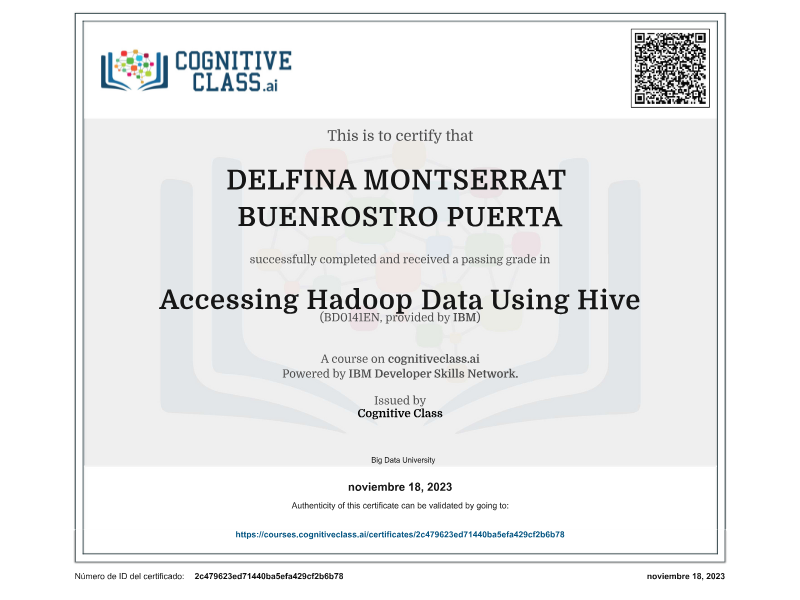 COGNITIVE
CLASS.ai
This is to certify that
DELFINA MONTSERRAT
BUENROSTRO PUERTA
successfully completed and received a passing grade in
Accessing Hadoop Data Using Hive
(BD0141EN, provided by IBM)
A course on cognitiveclass.ai
Powered by IBM Developer Skills Network.
Issued by
Cognitive Class
Big Data University
noviembre 18, 2023
Authenticity of this certificate can be validated by going to:
https://courses.cognitiveclass.ai/certificates/2c479623ed71440ba5efa429cf2b6b78
Número de ID del certificado: 2c479623ed71440ba5efa429cf2b6b78
noviembre 18, 2023